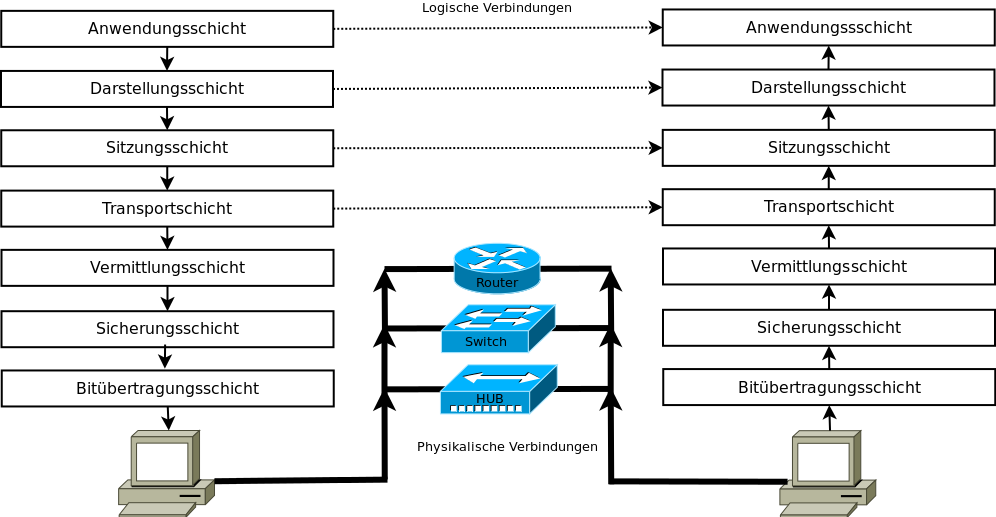 Logische Verbindungen
Anwendungsschicht
Anwendungssschicht
Darstellungsschicht
Darstellungsschicht
Sitzungsschicht
Sitzungsschicht
Transportschicht
Transportschicht
Vermittlungsschicht
Vermittlungsschicht
Router
Sicherungsschicht
Sicherungsschicht
Switch
Bitübertragungsschicht
Bitübertragungsschicht
HUB
Physikalische Verbindungen